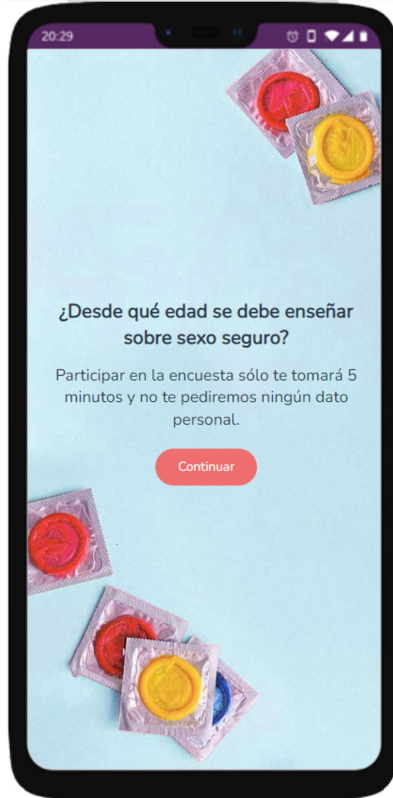 20:29
¿Desde qué edad se debe enseñar
sobre sexo seguro?
Participar en la encuesta sólo te tomará 5
minutos y no te pediremos ningún dato
personal.
Continuar